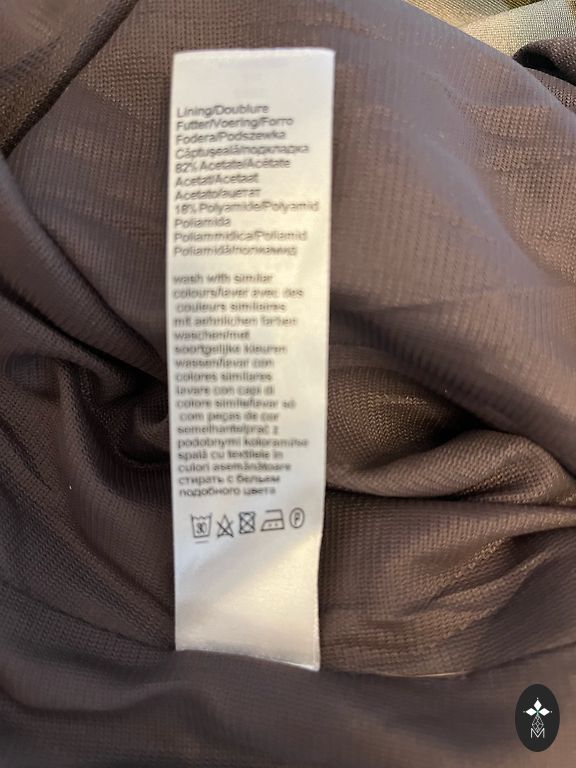 Lining/Doublure
Futter/Voering/Forro
Fodera/Podszewka
Căptuşeală/подкладка
82% Acetate/Acétate
Acetat/Acetaat
Acetato/ацетат
18% Polyamide/Polyamid
Poliamida
Poliammidica/Poliamid
Poliamidă/полиамид
wash with similar
colours/laver avec des
couleurs similaires
mit aehnlichen farben
waschen/met
soortgelijke kleuren
wassen/lavar con
colores similares
lavare con capi di
colore simile/lavar só
com peças de cor
semelhante/prać z
podobnymi kolorami/se
spală cu textilele în
culori asemănătoare
стирать с бельем
подобного цвета
30 P
M